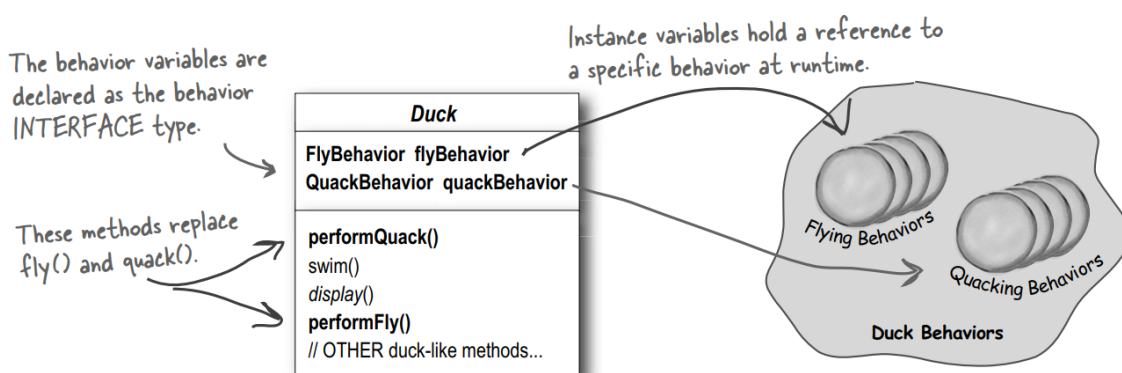 The behavior variables are
declared as the behavior
INTERFACE type.
Instance variables hold a reference to
a specific behavior at runtime.
Duck
FlyBehavior flyBehavior
QuackBehavior quackBehavior
These methods replace
fly() and quack().
performQuack()
swim()
display()
performFly()
// OTHER duck-like methods...
Flying Behaviors
Quacking Behaviors
Duck Behaviors